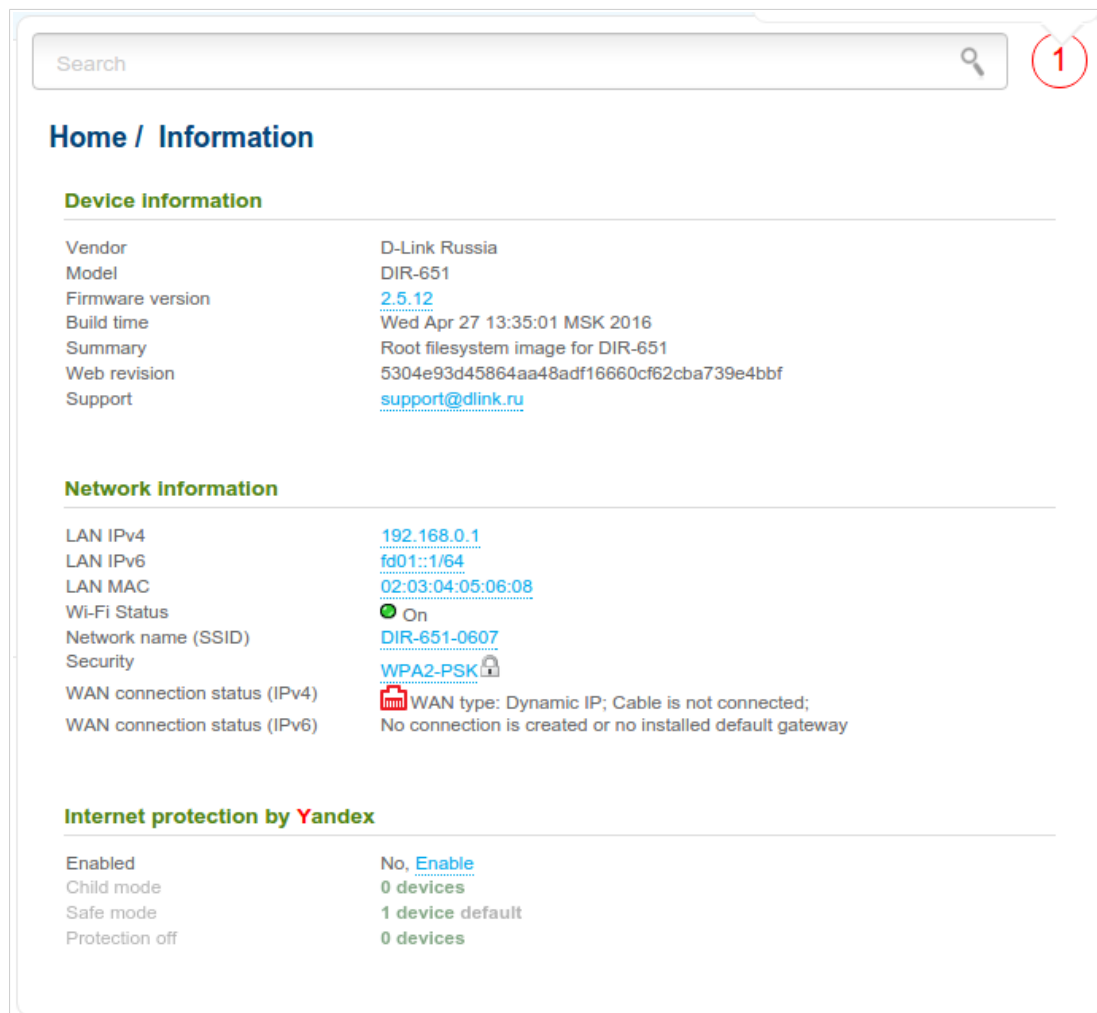 Search
1
Home / Information
Device information
Vendor D-Link Russia
Model DIR-651
Firmware version 2.5.12
Build time Wed Apr 27 13:35:01 MSK 2016
Summary Root filesystem image for DIR-651
Web revision 5304e93d45864aa48adf16660cf62cba739e4bbf
Support support@dlink.ru
Network information
LAN IPv4 192.168.0.1
LAN IPv6 fd01::1/64
LAN MAC 02:03:04:05:06:08
Wi-Fi Status On
Network name (SSID) DIR-651-0607
Security WPA2-PSK
WAN connection status (IPv4) WAN type: Dynamic IP; Cable is not connected;
WAN connection status (IPv6) No connection is created or no installed default gateway
Internet protection by Yandex
Enabled No, Enable
Child mode 0 devices
Safe mode 1 device default
Protection off 0 devices